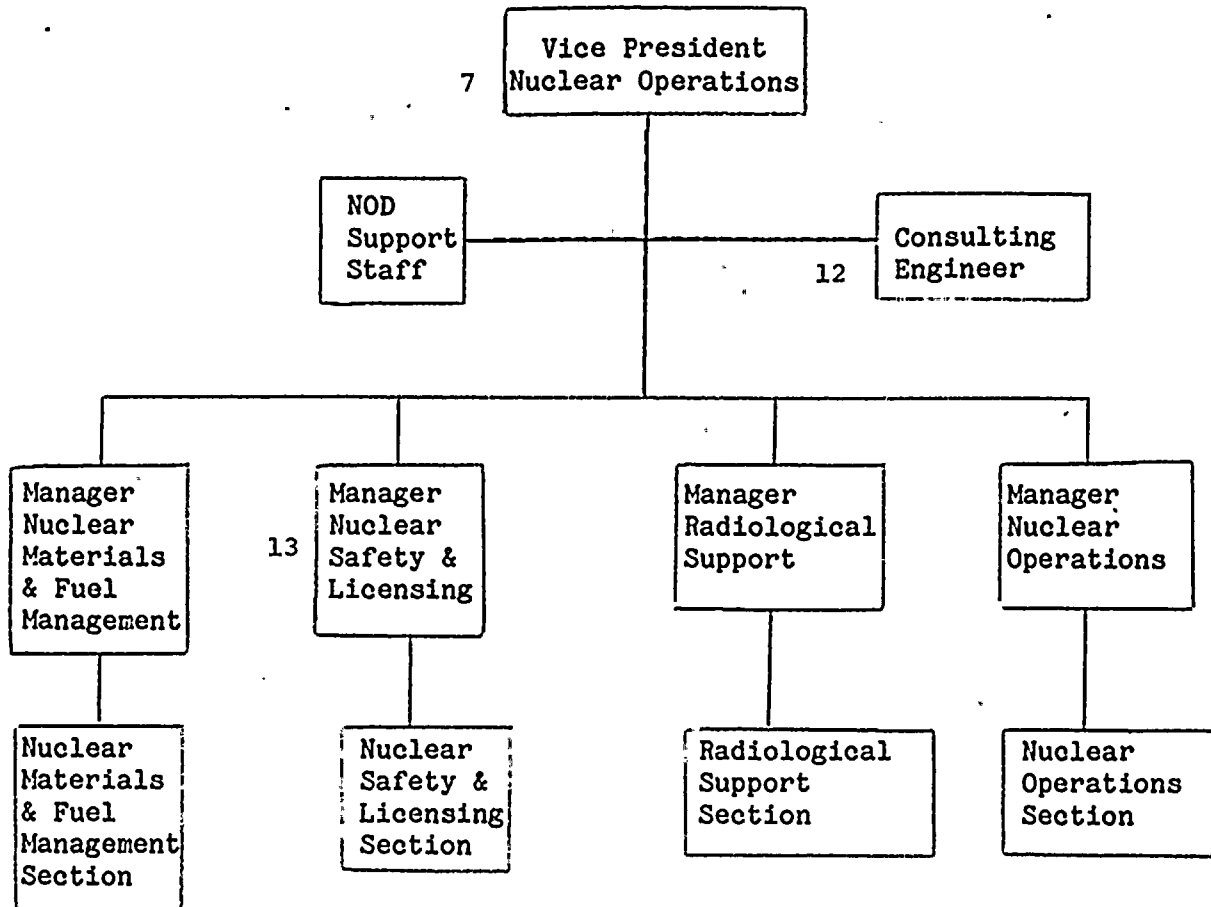 Vice President
7 Nuclear Operations
NOD
Support
Staff
Consulting
12 Engineer
Manager
Nuclear
Materials
& Fuel
Management
13
Manager
Nuclear
Safety &
Licensing
Manager
Radiological
Support
Manager
Nuclear
Operations
Nuclear
Materials
& Fuel
Management
Section
Nuclear
Safety &
Licensing
Section
Radiological
Support
Section
Nuclear
Operations
Section